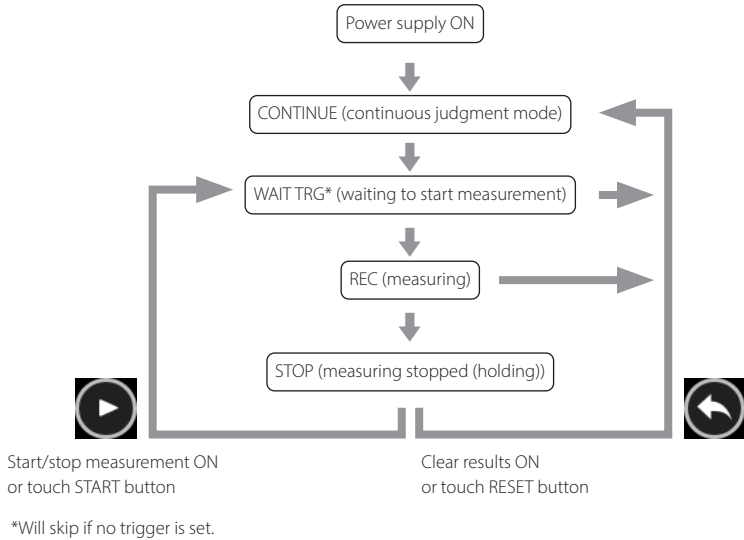 Power supply ON
CONTINUE (continuous judgment mode)
WAIT TRG* (waiting to start measurement)
REC (measuring)
STOP (measuring stopped (holding))
Start/stop measurement ON
or touch START button
Clear results ON
or touch RESET button
*Will skip if no trigger is set.